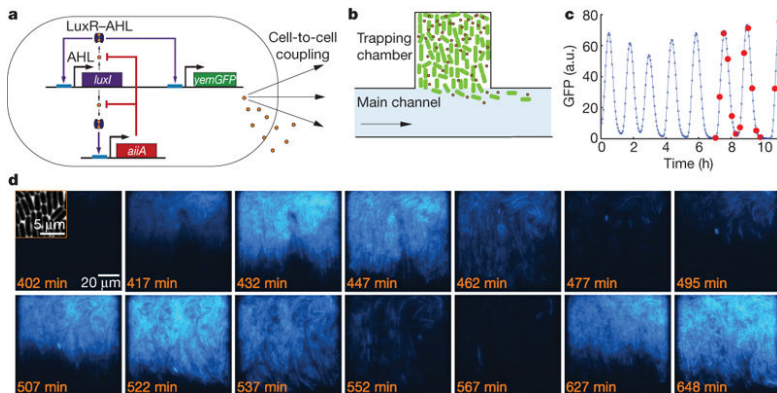 a
LuxR–AHL
AHL
luxI
yemGFP
aiiA
Cell-to-cell
coupling
b
Trapping
chamber
Main channel
c
GFP (a.u.)
80
60
40
20
0
0 2 4 6 8 10
Time (h)
d
5 μm
402 min
20
μm
417 min
432 min
447 min
462 min
477 min
495 min
507 min
522 min
537 min
552 min
567 min
627 min
648 min